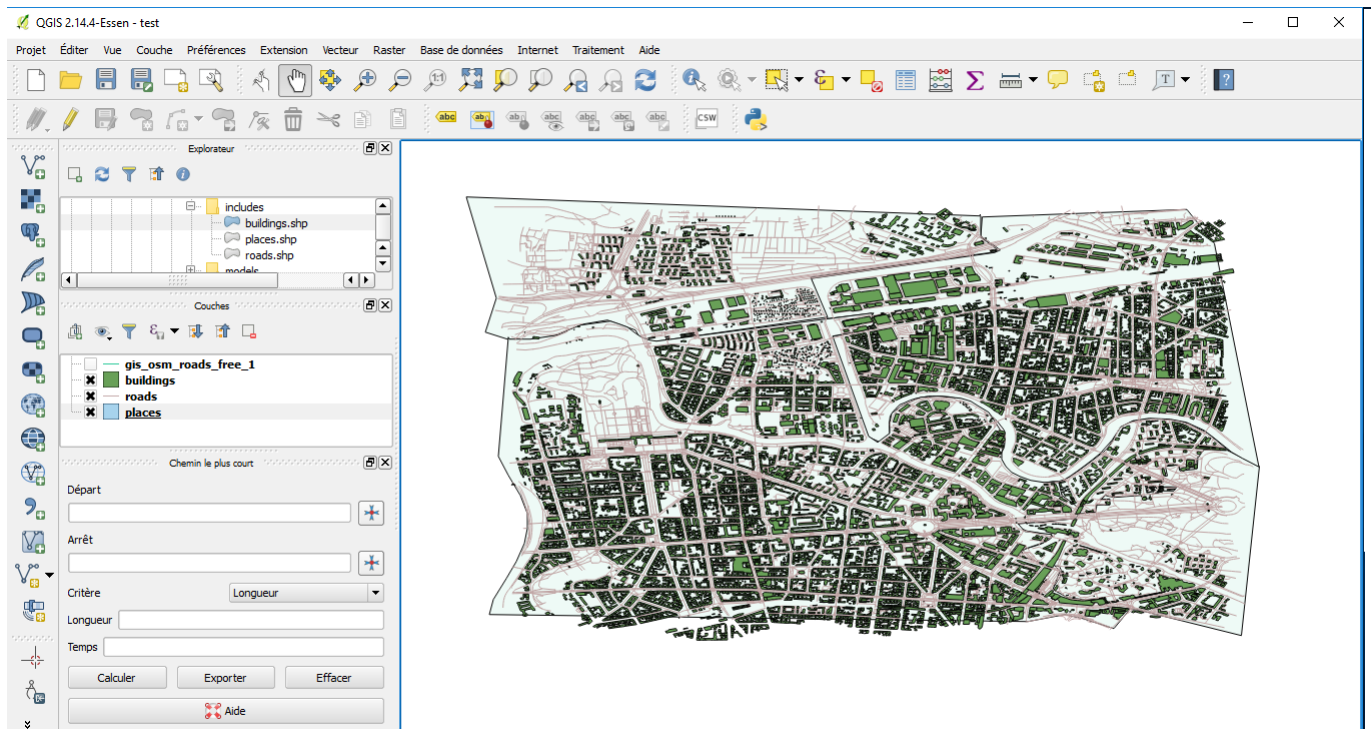 QGIS 2.14.4-Essen - test
Projet Éditer Vue Couche Préférences Extension Vecteur Raster Base de données Internet Traitement Aide
abc
CSW
Explorateur
includes
buildings.shp
places.shp
roads.shp
models
Couches
gis_osm_roads_free_1
buildings
roads
places
Chemin le plus court
Départ
Arrêt
Critère Longueur
Longueur
Temps
Calculer Exporter Effacer
Aide